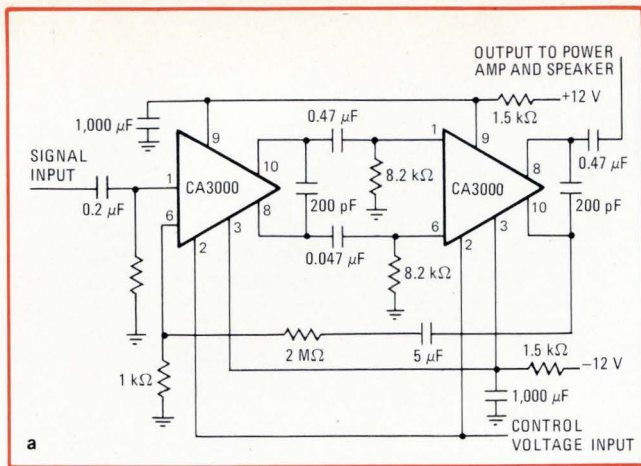 OUTPUT TO POWER
AMP AND SPEAKER
1,000 µF
0.47 µF
+12 V
1.5 kΩ
9
9
SIGNAL
INPUT
10
1
8
0.47 µF
1
CA3000
8.2 kΩ
CA3000
0.2 µF
6
3
8
200 pF
6
3
10
200 pF
2
0.047 µF
2
8.2 kΩ
2 MΩ
5 µF
1.5 kΩ
−12 V
1 kΩ
1,000 µF
a
CONTROL
VOLTAGE INPUT